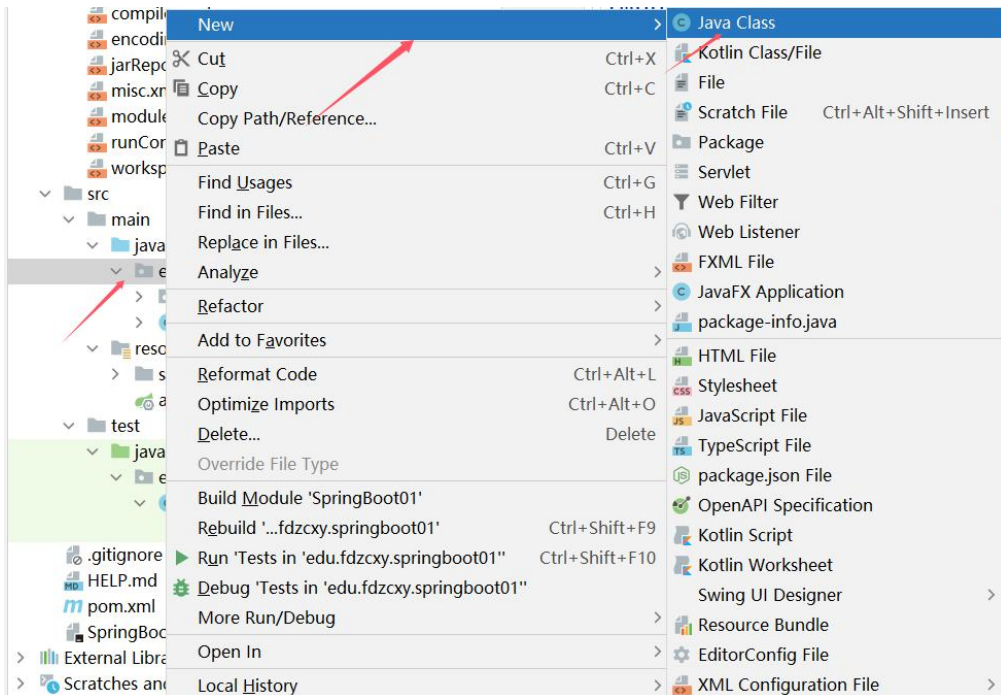 compile
encodi
jarRepo
misc.xn
module
runCor
worksp
src
main
java
e
reso
s
a
test
java
e
.gitignore
HELP.md
pom.xml
SpringBoo
External Libra
Scratches and
New
Cut Ctrl+X
Copy Ctrl+C
Copy Path/Reference...
Paste Ctrl+V
Find Usages Ctrl+G
Find in Files... Ctrl+H
Replace in Files...
Analyze
Refactor
Add to Favorites
Reformat Code Ctrl+Alt+L
Optimize Imports Ctrl+Alt+O
Delete... Delete
Override File Type
Build Module 'SpringBoot01'
Rebuild '...fdzcxy.springboot01' Ctrl+Shift+F9
Run 'Tests in 'edu.fdzcxy.springboot01'' Ctrl+Shift+F10
Debug 'Tests in 'edu.fdzcxy.springboot01''
More Run/Debug
Open In
Local History
Java Class
Kotlin Class/File
File
Scratch File Ctrl+Alt+Shift+Insert
Package
Servlet
Web Filter
Web Listener
FXML File
JavaFX Application
package-info.java
HTML File
Stylesheet
JavaScript File
TypeScript File
package.json File
OpenAPI Specification
Kotlin Script
Kotlin Worksheet
Swing UI Designer
Resource Bundle
EditorConfig File
XML Configuration File